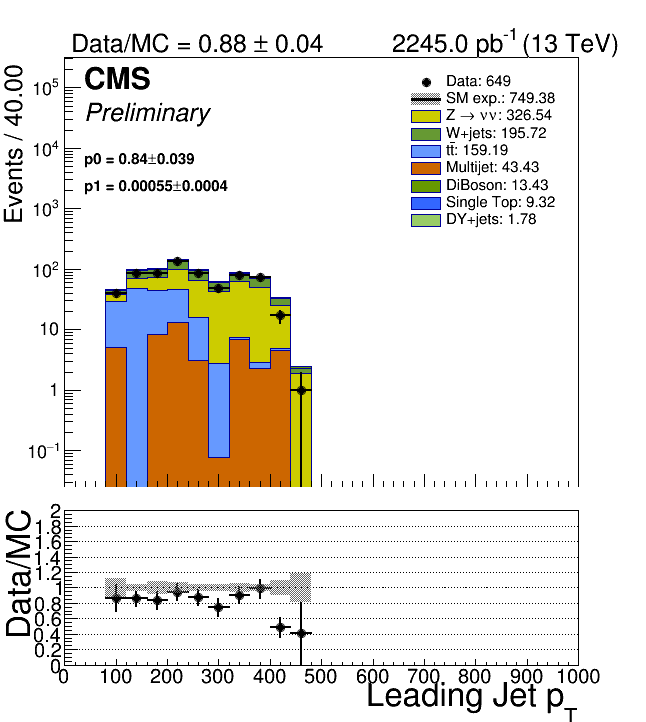 Data/MC = 0.88 ± 0.04 2245.0 pb⁻¹ (13 TeV)
CMS
Preliminary
p0 = 0.84±0.039
p1 = 0.00055±0.0004
Data: 649
SM exp.: 749.38
Z → νν: 326.54
W+jets: 195.72
tt̄: 159.19
Multijet: 43.43
DiBoson: 13.43
Single Top: 9.32
DY+jets: 1.78
Events / 40.00
10⁵
10⁴
10³
10²
10
1
10⁻¹
Data/MC
2
1.8
1.6
1.4
1.2
1
0.8
0.6
0.4
0.2
0
0 100 200 300 400 500 600 700 800 900 1000
Leading Jet p_T